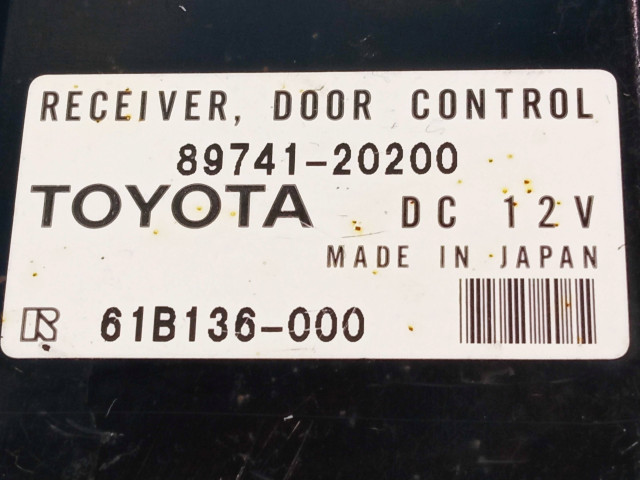 RECEIVER, DOOR CONTROL
89741-20200
TOYOTA DC 12V
MADE IN JAPAN
R 61B136-000